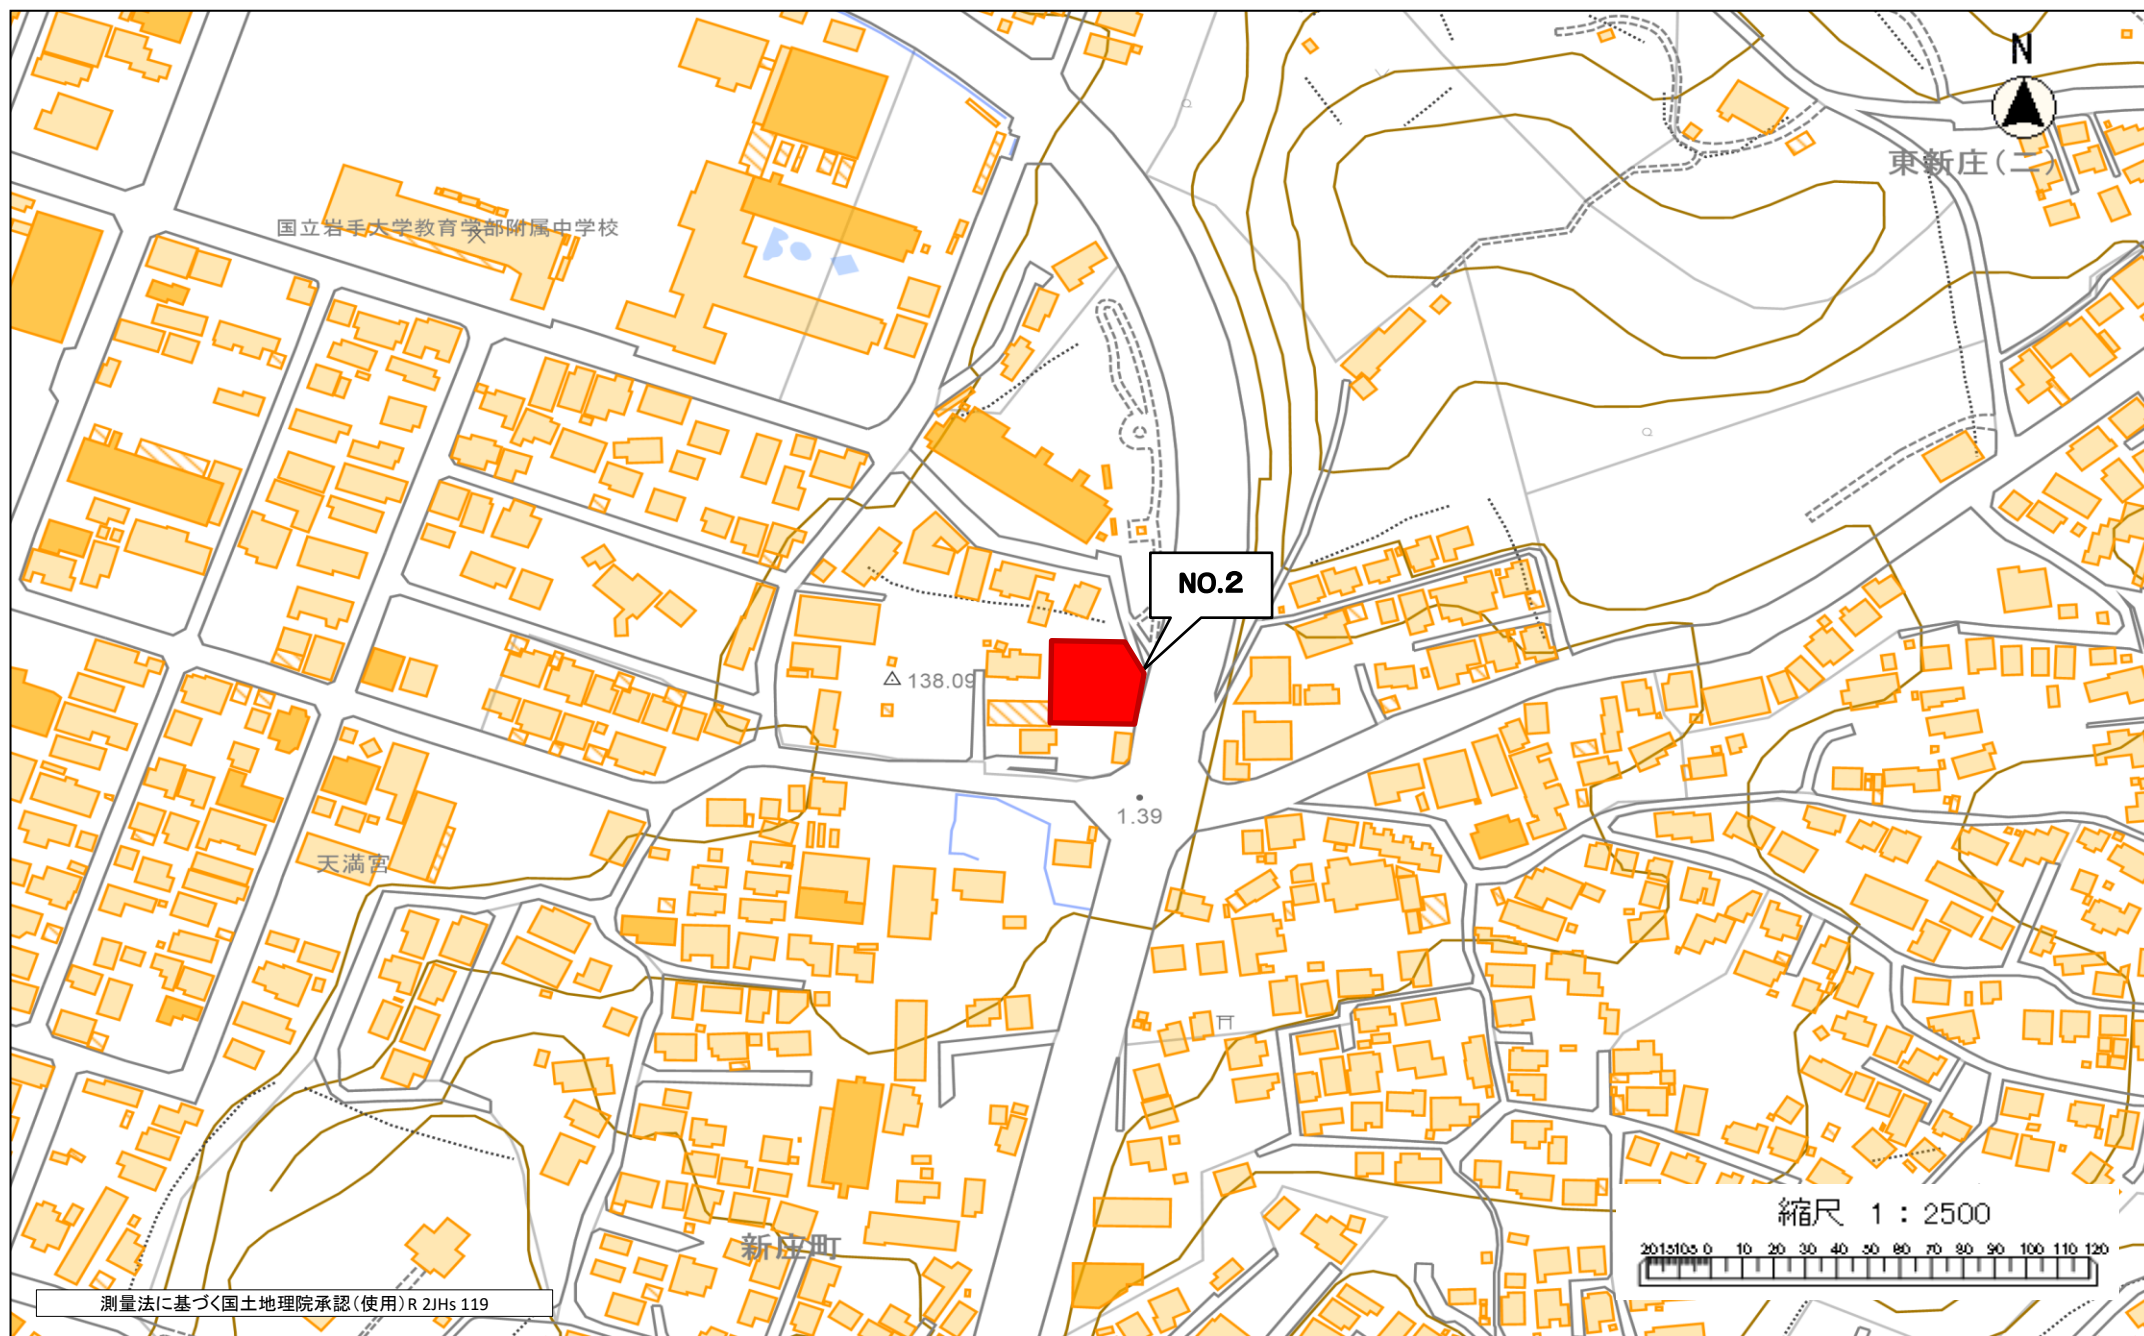 N
東新庄(二)
国立岩手大学教育学部附属中学校
NO.2
138.09
1.39
天満宮
新庄町
縮尺 1:2500
20151050 10 20 30 40 50 60 70 80 90 100 110 120
測量法に基づく国土地理院承認(使用)R 2JHs 119